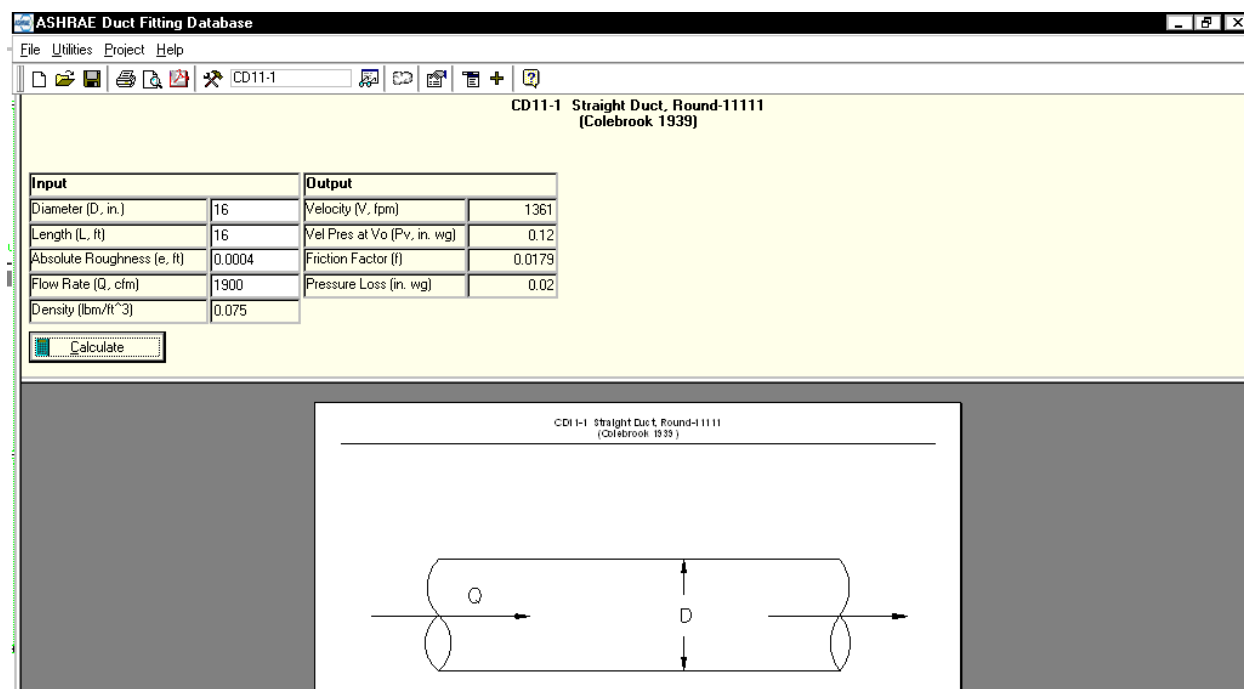 ASHRAE Duct Fitting Database
File Utilities Project Help
CD11-1
CD11-1 Straight Duct, Round-11111
(Colebrook 1939)
Input Output
Diameter (D, in.) 16 Velocity (V, fpm) 1361
Length (L, ft) 16 Vel Pres at Vo (Pv, in. wg) 0.12
Absolute Roughness (e, ft) 0.0004 Friction Factor (f) 0.0179
Flow Rate (Q, cfm) 1900 Pressure Loss (in. wg) 0.02
Density (lbm/ft^3) 0.075
Calculate
CD11-1 Straight Duct, Round-11111
(Colebrook 1939)
Q
D